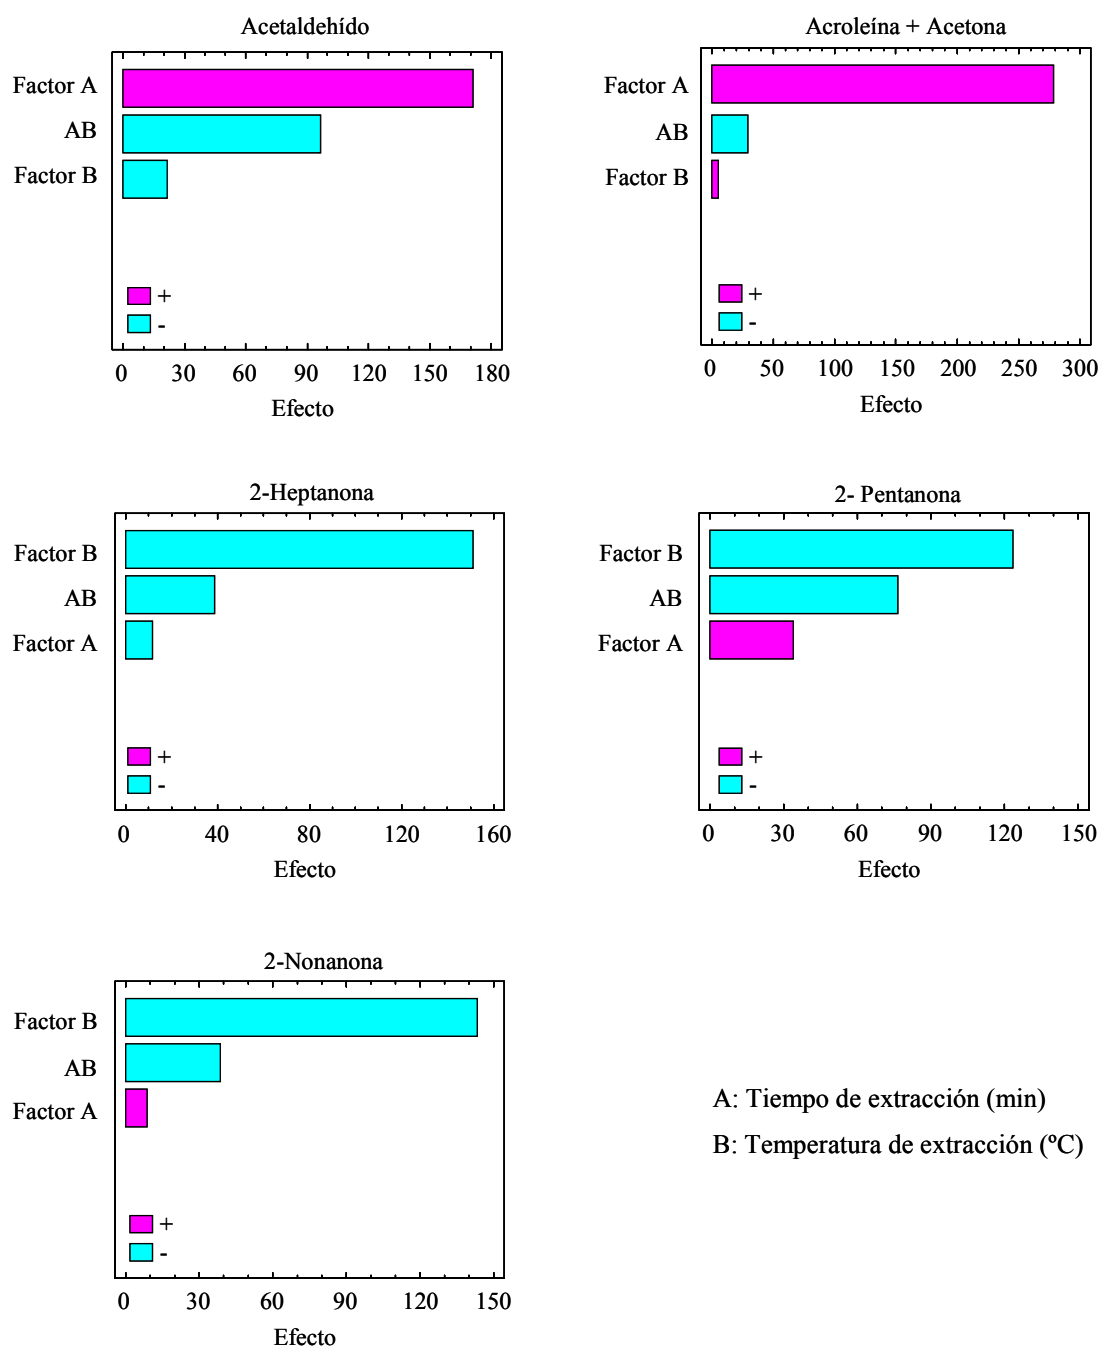 Acetaldehído
Factor A
AB
Factor B
+
-
0 30 60 90 120 150 180
Efecto
Acroleína + Acetona
Factor A
AB
Factor B
+
-
0 50 100 150 200 250 300
Efecto
2-Heptanona
Factor B
AB
Factor A
+
-
0 40 80 120 160
Efecto
2- Pentanona
Factor B
AB
Factor A
+
-
0 30 60 90 120 150
Efecto
2-Nonanona
Factor B
AB
Factor A
+
-
0 30 60 90 120 150
Efecto
A: Tiempo de extracción (min)
B: Temperatura de extracción (ºC)